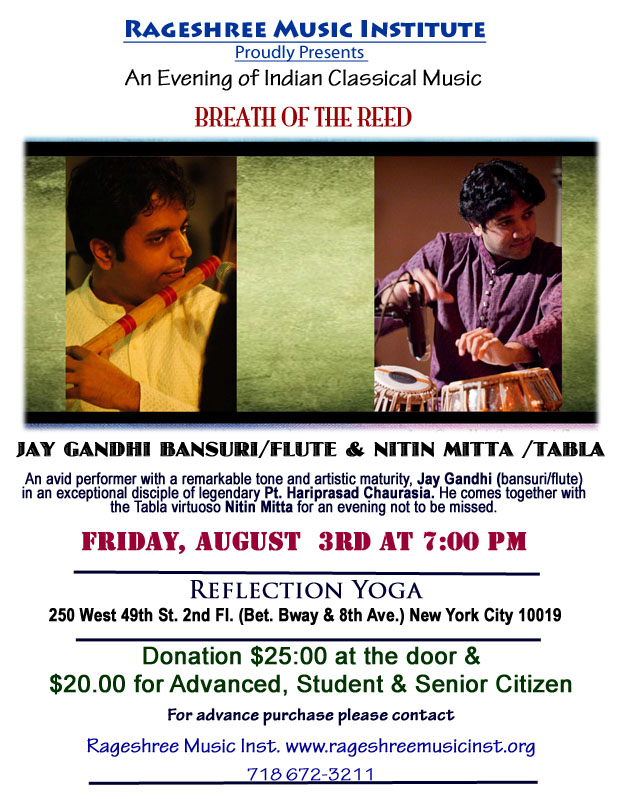 Rageshree Music Institute
Proudly Presents
An Evening of Indian Classical Music
BREATH OF THE REED
JAY GANDHI BANSURI/FLUTE & NITIN MITTA /TABLA
An avid performer with a remarkable tone and artistic maturity, Jay Gandhi (bansuri/flute)
in an exceptional disciple of legendary Pt. Hariprasad Chaurasia. He comes together with
the Tabla virtuoso Nitin Mitta for an evening not to be missed.
FRIDAY, AUGUST 3RD AT 7:00 PM
Reflection Yoga
250 West 49th St. 2nd Fl. (Bet. Bway & 8th Ave.) New York City 10019
Donation $25:00 at the door &
$20.00 for Advanced, Student & Senior Citizen
For advance purchase please contact
Rageshree Music Inst. www.rageshreemusicinst.org
718 672-3211